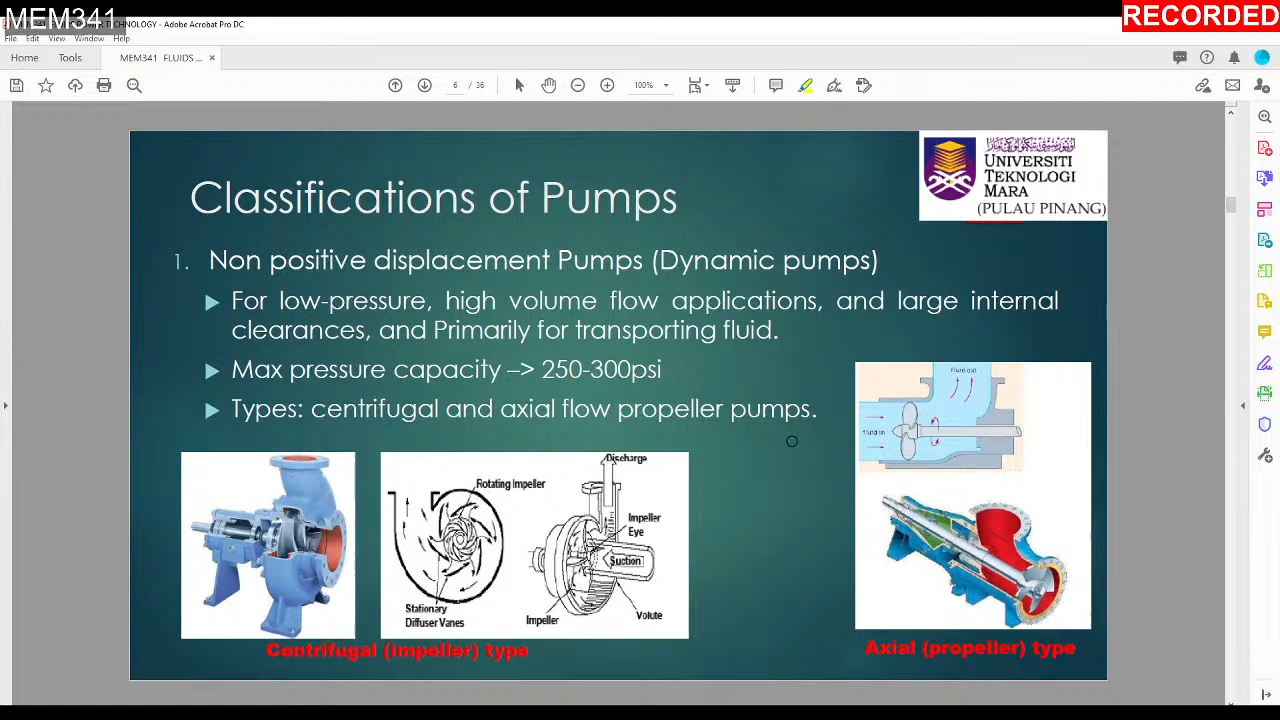 MEM341
RECORDED
TECHNOLOGY - Adobe Acrobat Pro DC
File Edit View Window Help
Home Tools MEM341 FLUIDS ... ×
6 / 36 100%
UNIVERSITI
TEKNOLOGI
MARA
(PULAU PINANG)
Classifications of Pumps
1. Non positive displacement Pumps (Dynamic pumps)
For low-pressure, high volume flow applications, and large internal
clearances, and Primarily for transporting fluid.
Max pressure capacity –> 250-300psi
Types: centrifugal and axial flow propeller pumps.
fluid out
fluid in
Discharge
Rotating Impeller
Impeller
Eye
Suction
Stationary
Diffuser Vanes
Impeller
Volute
Centrifugal (impeller) type
Axial (propeller) type